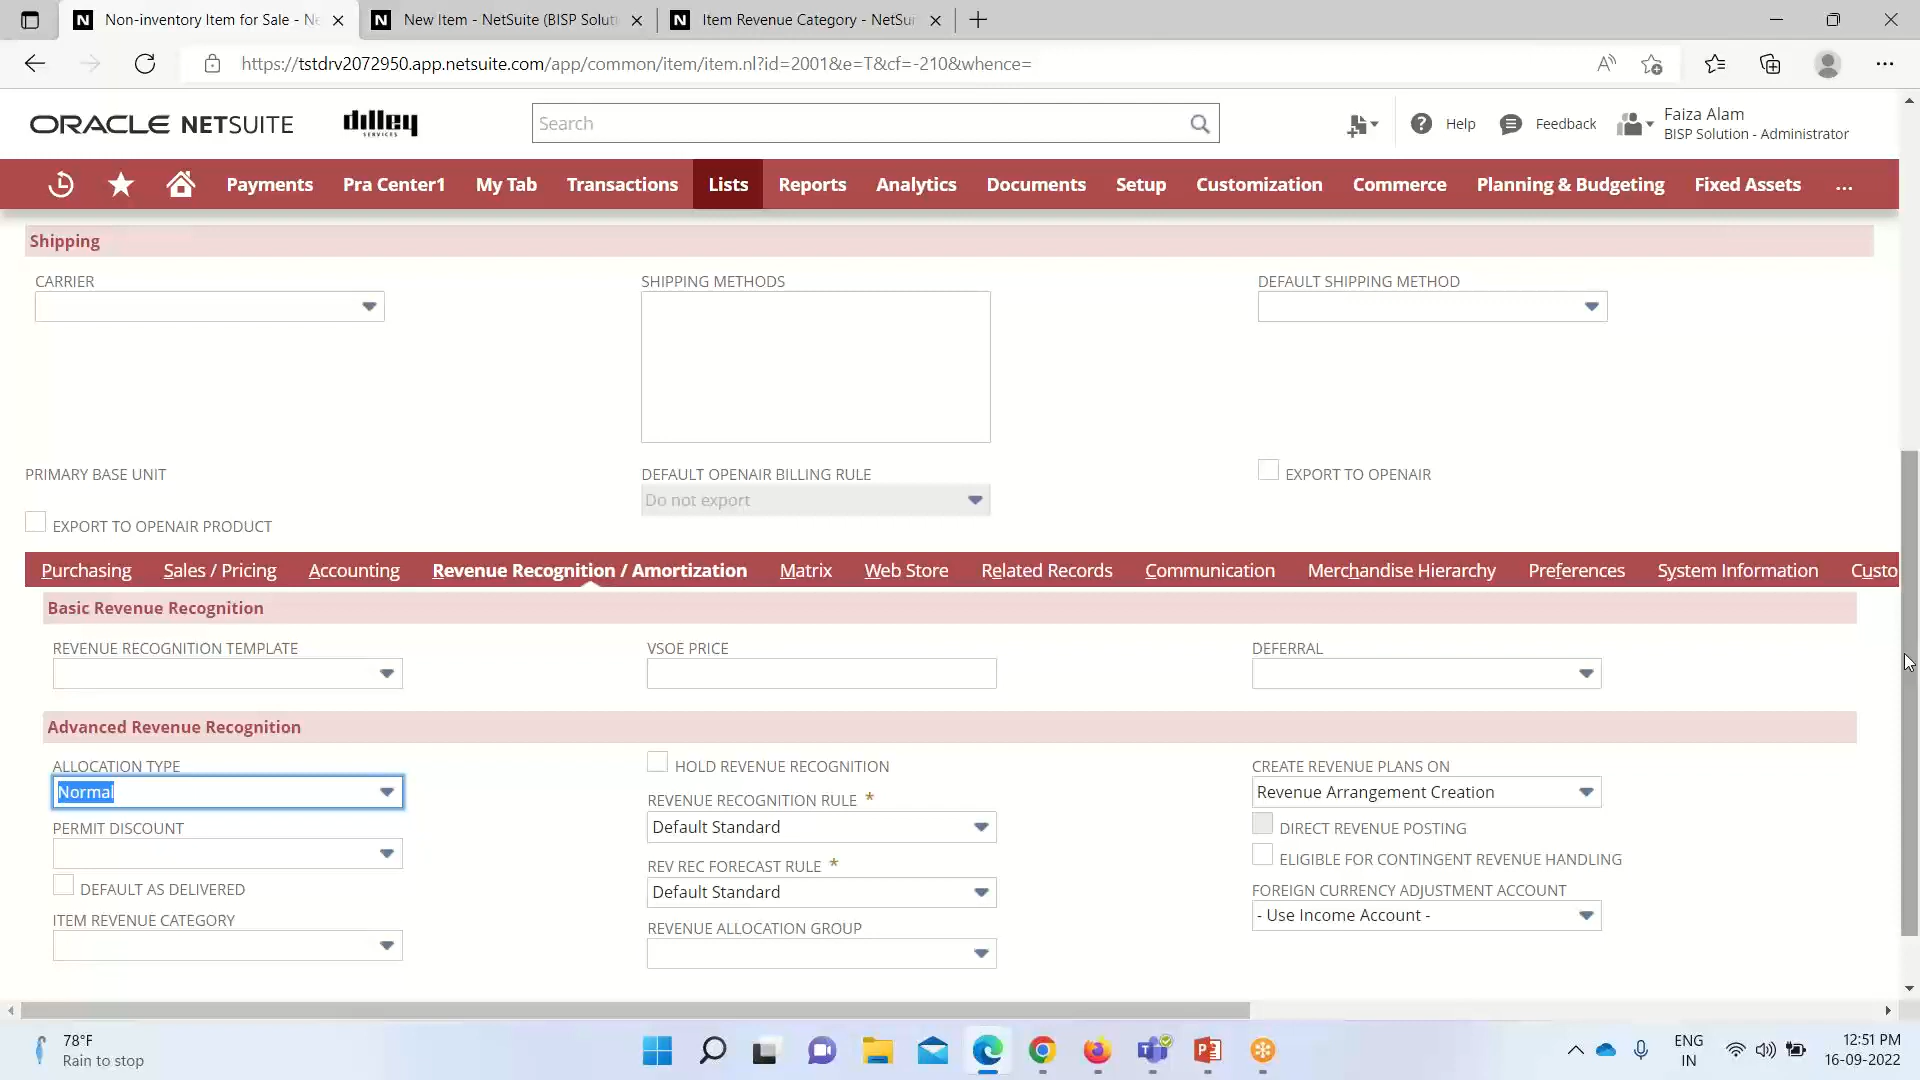 Non-inventory Item for Sale - Ne
New Item - NetSuite (BISP Soluti
Item Revenue Category - NetSui
https://tstdrv2072950.app.netsuite.com/app/common/item/item.nl?id=2001&e=T&cf=-210&whence=
ORACLE NETSUITE
dilley
SERVICES
Search
Help
Feedback
Faiza Alam
BISP Solution - Administrator
Payments
Pra Center1
My Tab
Transactions
Lists
Reports
Analytics
Documents
Setup
Customization
Commerce
Planning & Budgeting
Fixed Assets
...
Shipping
CARRIER
SHIPPING METHODS
DEFAULT SHIPPING METHOD
PRIMARY BASE UNIT
DEFAULT OPENAIR BILLING RULE
Do not export
EXPORT TO OPENAIR
EXPORT TO OPENAIR PRODUCT
Purchasing
Sales / Pricing
Accounting
Revenue Recognition / Amortization
Matrix
Web Store
Related Records
Communication
Merchandise Hierarchy
Preferences
System Information
Custo
Basic Revenue Recognition
REVENUE RECOGNITION TEMPLATE
VSOE PRICE
DEFERRAL
Advanced Revenue Recognition
ALLOCATION TYPE
Normal
PERMIT DISCOUNT
DEFAULT AS DELIVERED
ITEM REVENUE CATEGORY
HOLD REVENUE RECOGNITION
REVENUE RECOGNITION RULE *
Default Standard
REV REC FORECAST RULE *
Default Standard
REVENUE ALLOCATION GROUP
CREATE REVENUE PLANS ON
Revenue Arrangement Creation
DIRECT REVENUE POSTING
ELIGIBLE FOR CONTINGENT REVENUE HANDLING
FOREIGN CURRENCY ADJUSTMENT ACCOUNT
- Use Income Account -
78°F
Rain to stop
ENG
IN
12:51 PM
16-09-2022